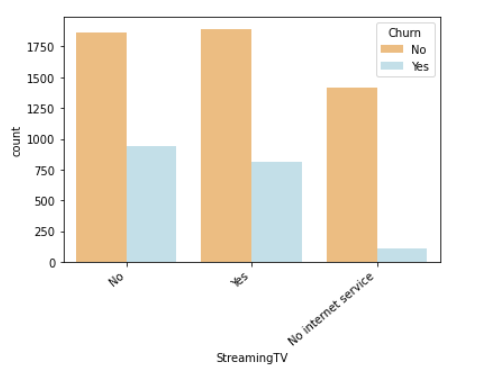 Churn
No
Yes
1750
1500
1250
1000
750
500
250
0
count
No
Yes
No internet service
StreamingTV